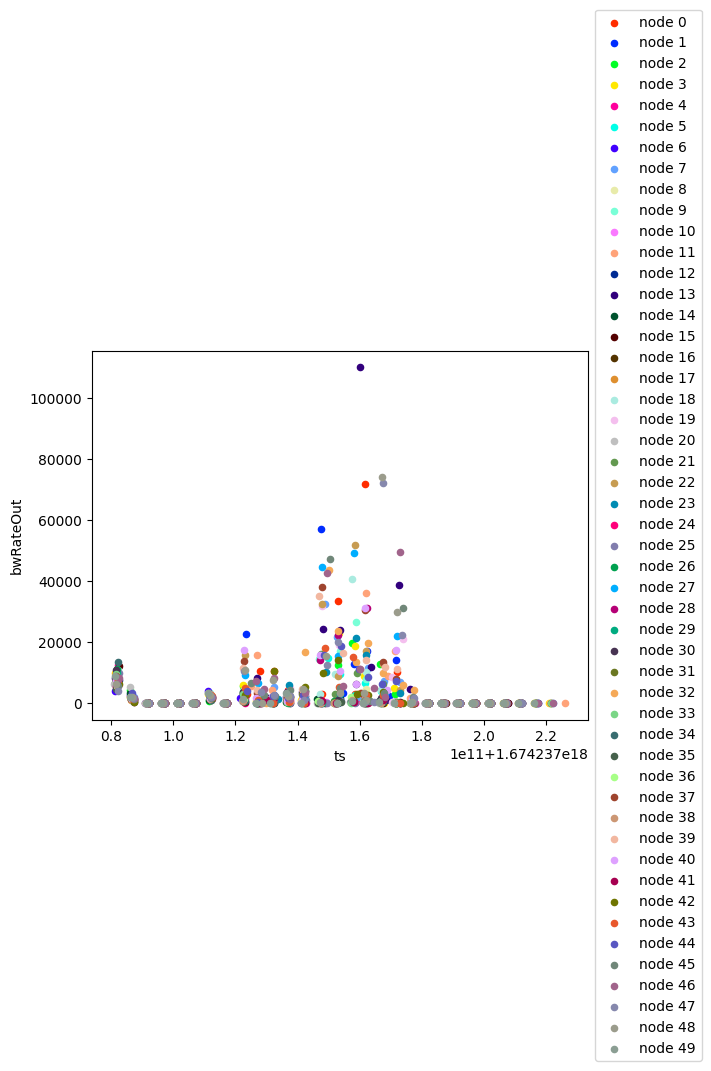 node 0
node 1
node 2
node 3
node 4
node 5
node 6
node 7
node 8
node 9
node 10
node 11
node 12
node 13
node 14
node 15
node 16
node 17
node 18
node 19
node 20
node 21
node 22
node 23
node 24
node 25
node 26
node 27
node 28
node 29
node 30
node 31
node 32
node 33
node 34
node 35
node 36
node 37
node 38
node 39
node 40
node 41
node 42
node 43
node 44
node 45
node 46
node 47
node 48
node 49
bwRateOut
100000
80000
60000
40000
20000
0
0.8 1.0 1.2 1.4 1.6 1.8 2.0 2.2
ts
1e11+1.674237e18